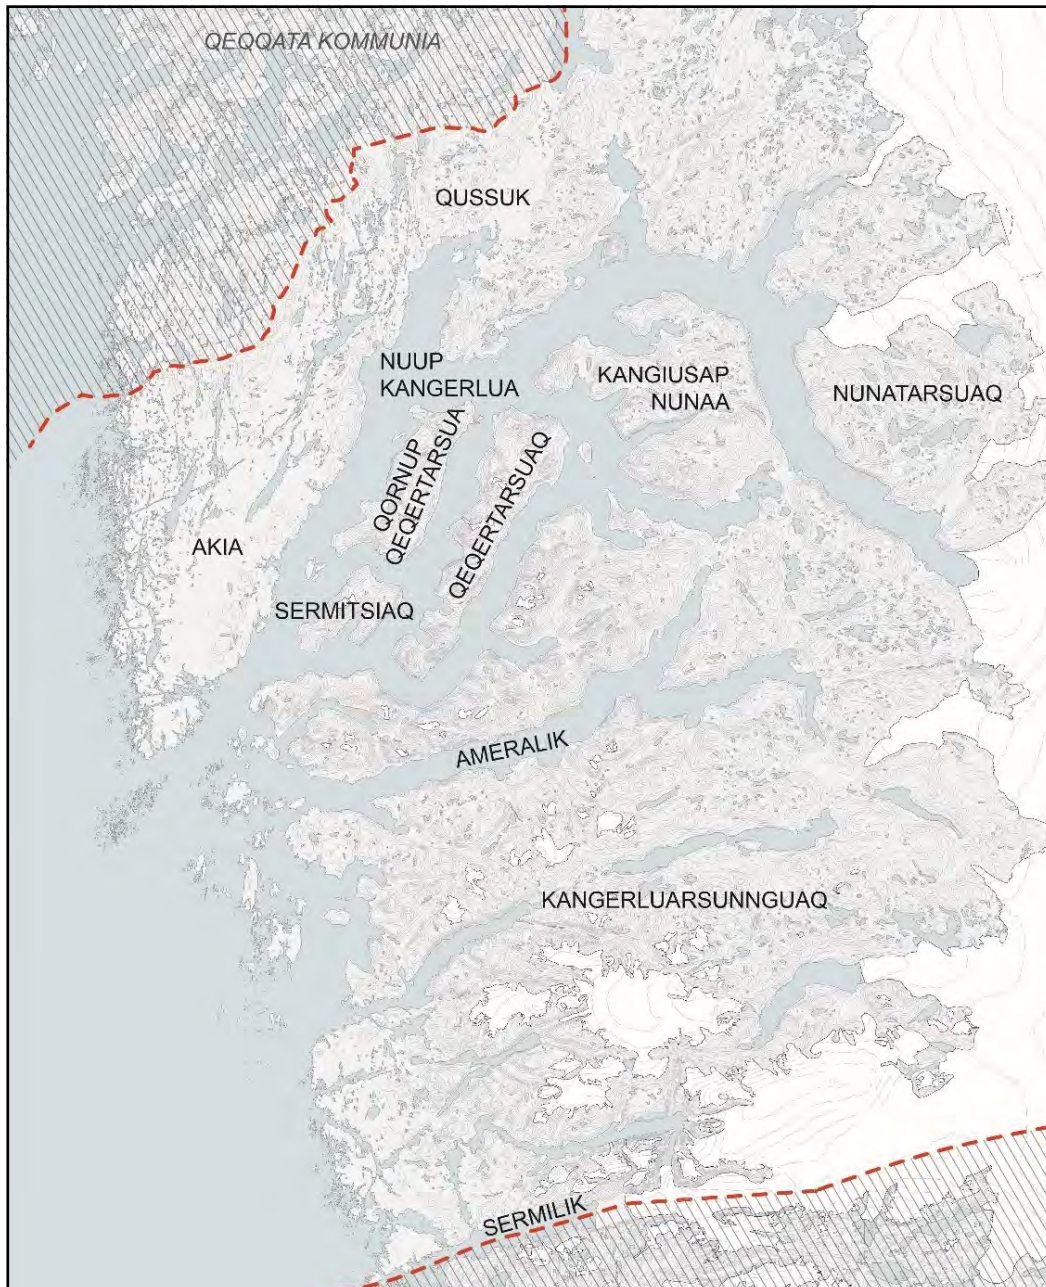 QEQQATA KOMMUNIA
QUSSUK
NUUP
KANGERLUA
KANGIUSAP
NUNAA
NUNATARSUAQ
QORNUP
QEQERTARSUA
QEQERTARSUAQ
AKIA
SERMITSIAQ
AMERALIK
KANGERLUARSUNNGUAQ
SERMILIK